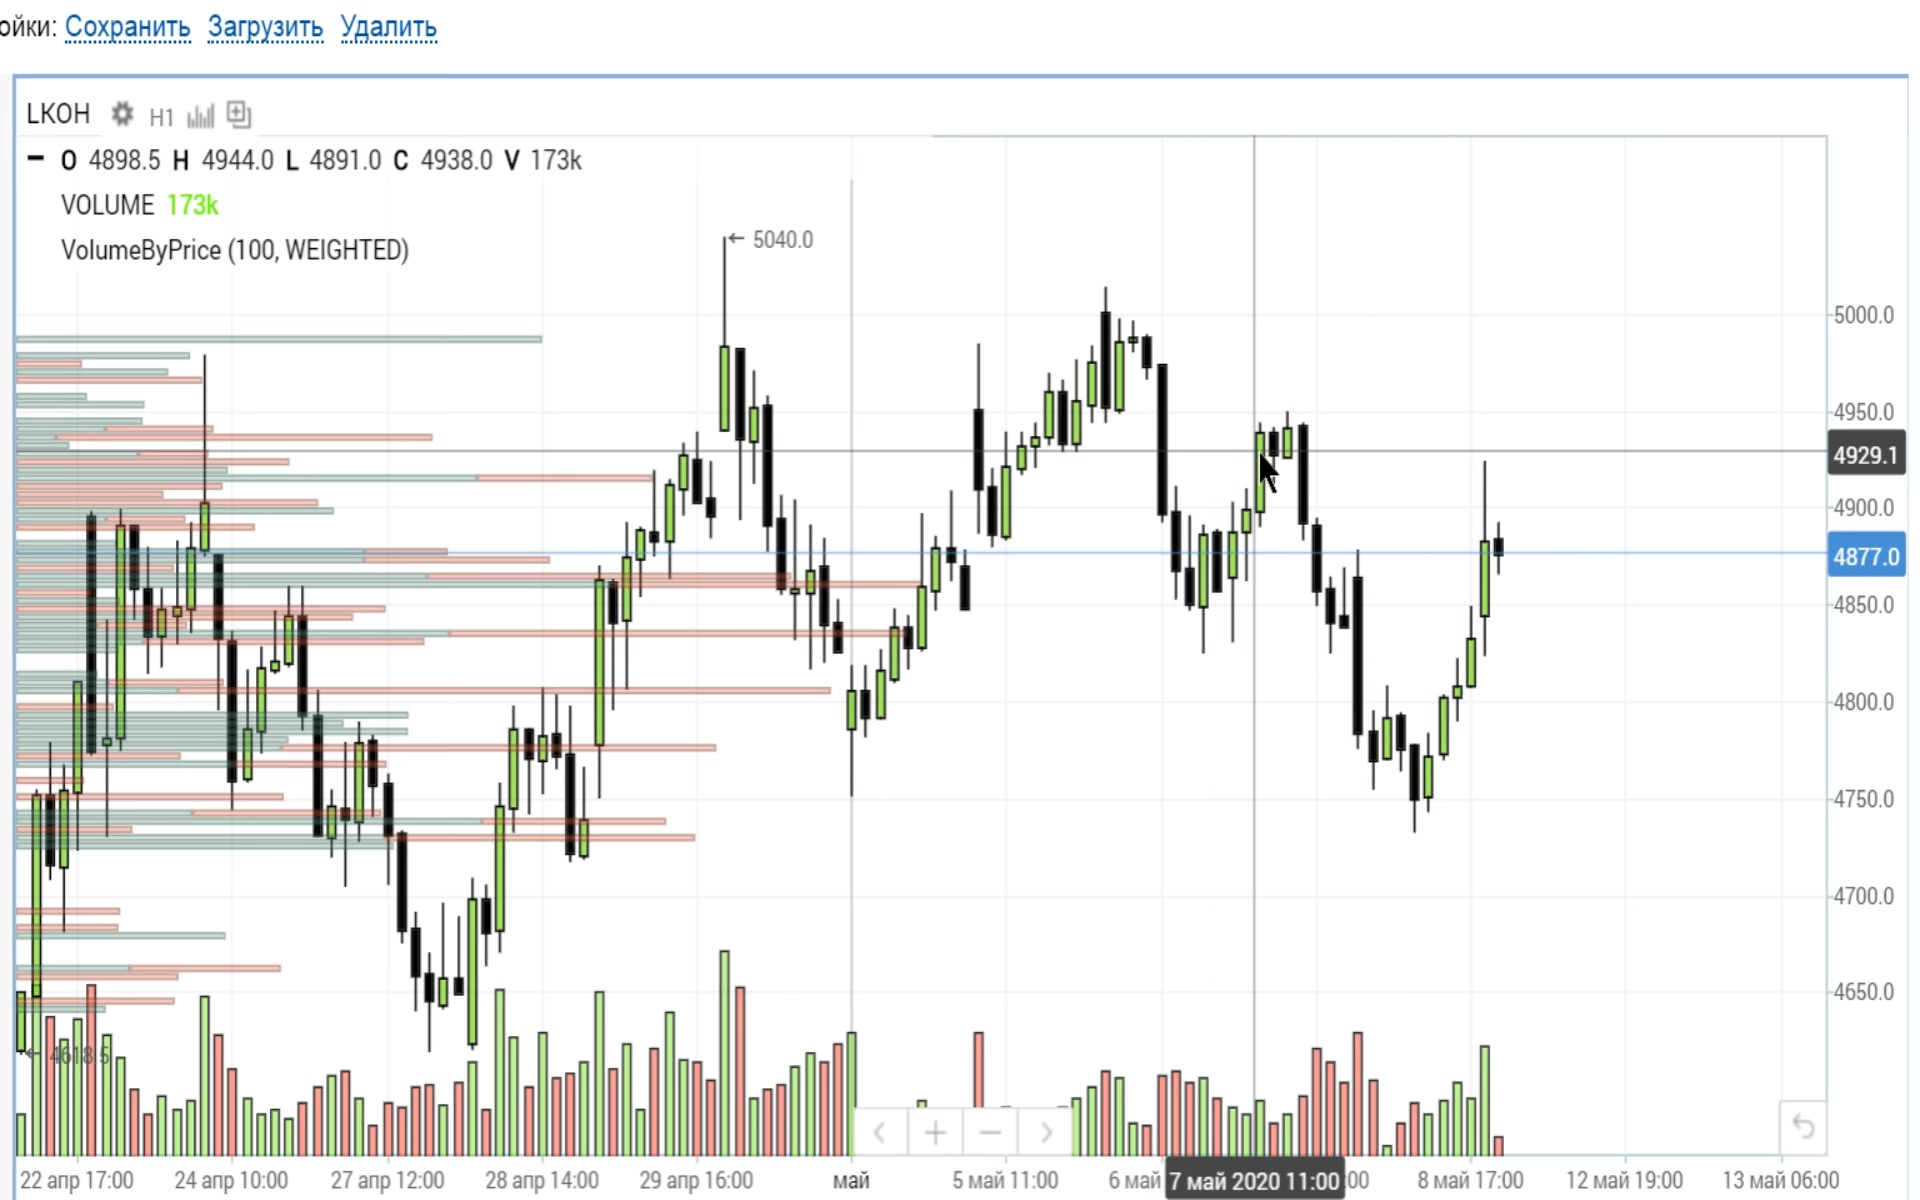 ойки: Сохранить Загрузить Удалить
LKOH H1
O 4898.5 H 4944.0 L 4891.0 C 4938.0 V 173k
VOLUME 173k
VolumeByPrice (100, WEIGHTED)
← 5040.0
5000.0
4950.0
4929.1
4900.0
4877.0
4850.0
4800.0
4750.0
4700.0
4650.0
← 4618.5
22 апр 17:00 24 апр 10:00 27 апр 12:00 28 апр 14:00 29 апр 16:00 май 5 май 11:00 6 май 7 май 2020 11:00 :00 8 май 17:00 12 май 19:00 13 май 06:00